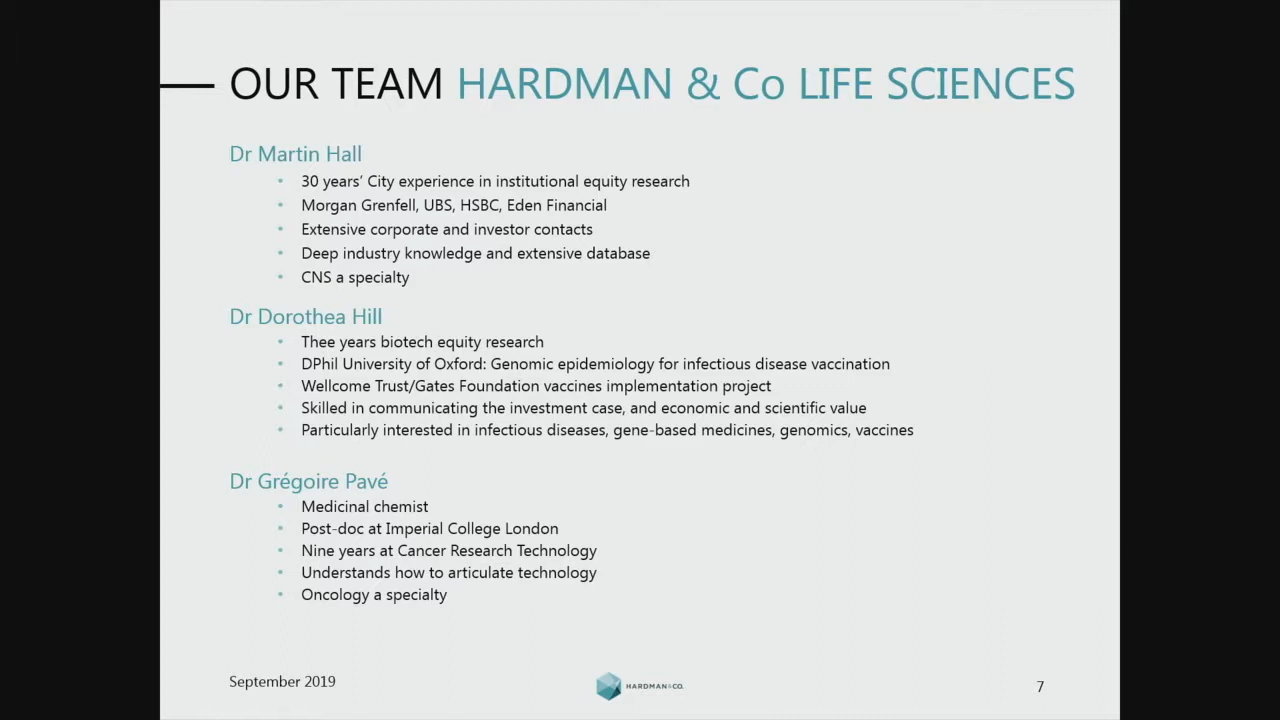 OUR TEAM HARDMAN & Co LIFE SCIENCES
Dr Martin Hall
• 30 years’ City experience in institutional equity research
• Morgan Grenfell, UBS, HSBC, Eden Financial
• Extensive corporate and investor contacts
• Deep industry knowledge and extensive database
• CNS a specialty
Dr Dorothea Hill
• Thee years biotech equity research
• DPhil University of Oxford: Genomic epidemiology for infectious disease vaccination
• Wellcome Trust/Gates Foundation vaccines implementation project
• Skilled in communicating the investment case, and economic and scientific value
• Particularly interested in infectious diseases, gene-based medicines, genomics, vaccines
Dr Grégoire Pavé
• Medicinal chemist
• Post-doc at Imperial College London
• Nine years at Cancer Research Technology
• Understands how to articulate technology
• Oncology a specialty
September 2019
HARDMAN&CO.
7